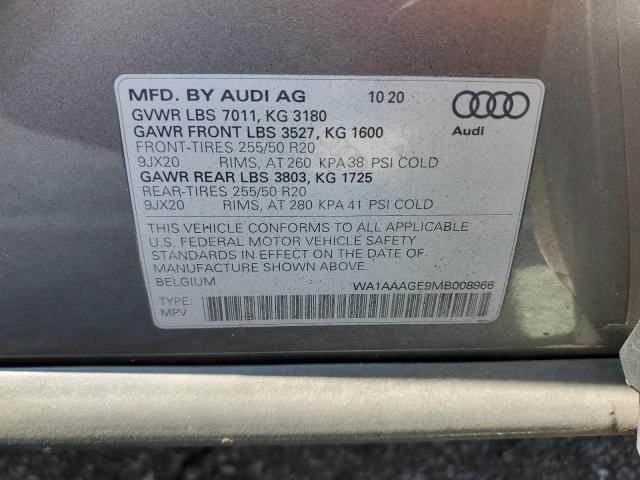 MFD. BY AUDI AG 10 20
GVWR LBS 7011, KG 3180
GAWR FRONT LBS 3527, KG 1600
FRONT-TIRES 255/50 R20
9JX20 RIMS, AT 260 KPA 38 PSI COLD
GAWR REAR LBS 3803, KG 1725
REAR-TIRES 255/50 R20
9JX20 RIMS, AT 280 KPA 41 PSI COLD
Audi
THIS VEHICLE CONFORMS TO ALL APPLICABLE
U.S. FEDERAL MOTOR VEHICLE SAFETY
STANDARDS IN EFFECT ON THE DATE OF
MANUFACTURE SHOWN ABOVE.
BELGIUM WA1AAAGE9MB008966
TYPE:
MPV